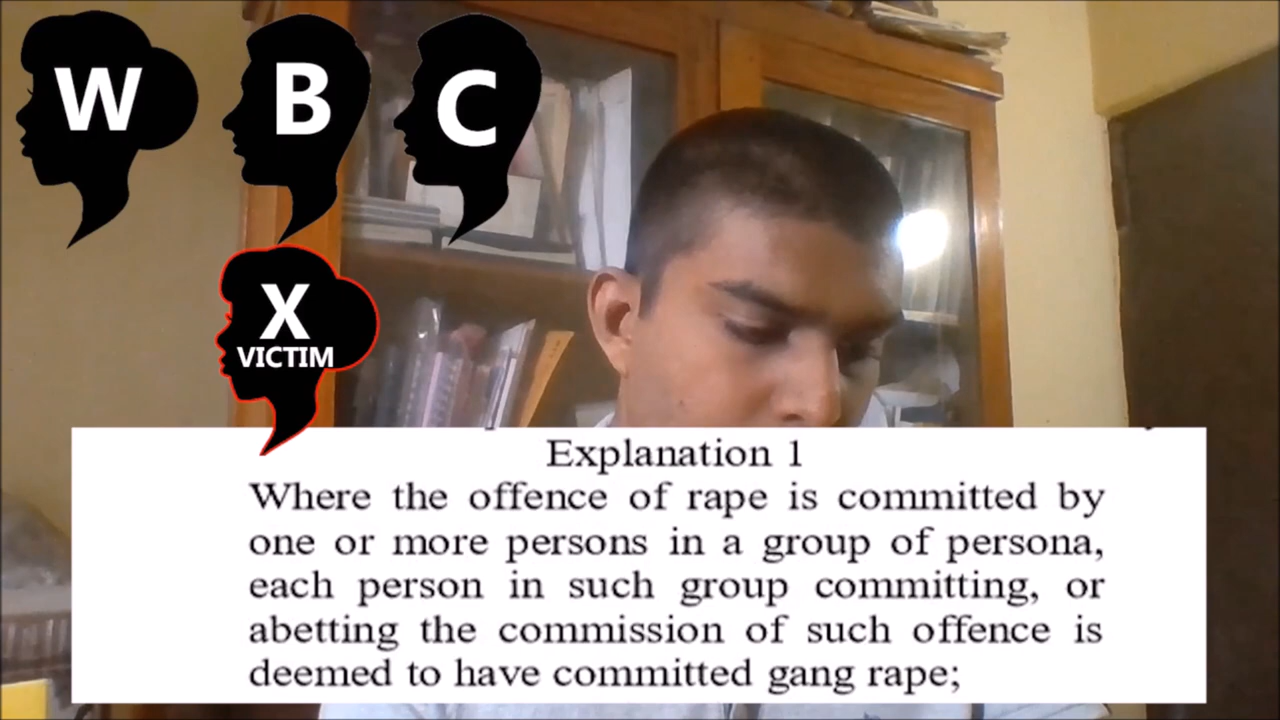 W B C
X
VICTIM
Explanation 1
Where the offence of rape is committed by
one or more persons in a group of persona,
each person in such group committing, or
abetting the commission of such offence is
deemed to have committed gang rape;